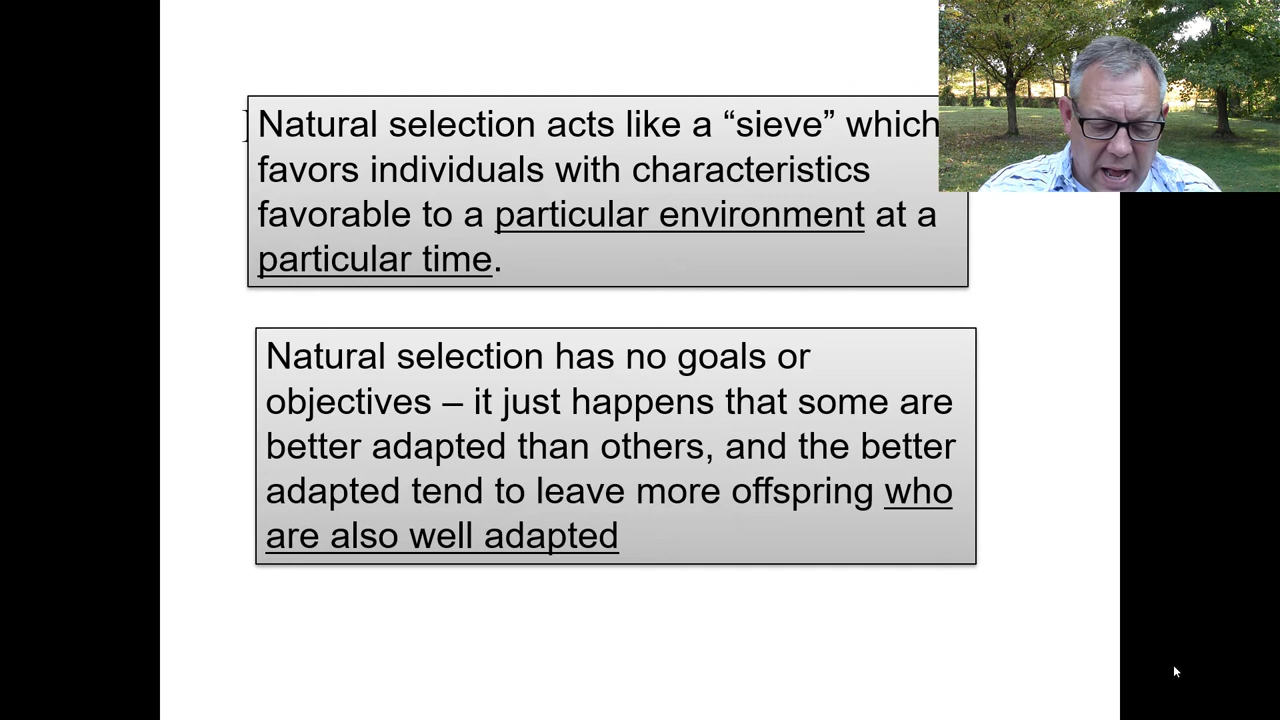 Natural selection acts like a “sieve” which
favors individuals with characteristics
favorable to a particular environment at a
particular time.
Natural selection has no goals or
objectives – it just happens that some are
better adapted than others, and the better
adapted tend to leave more offspring who
are also well adapted